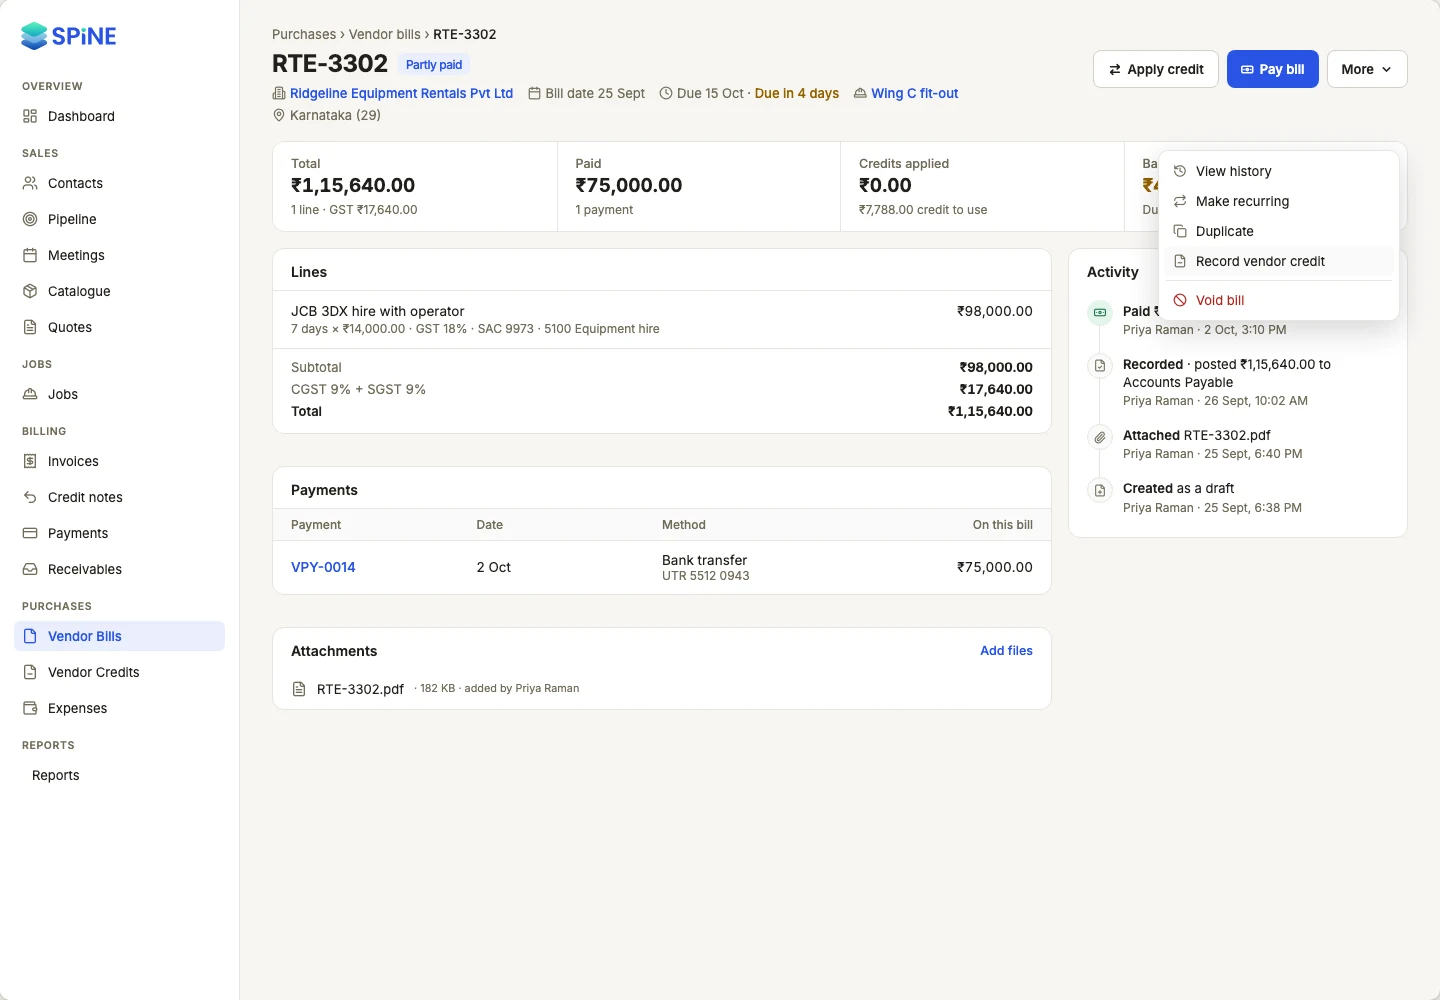 SPiNE
OVERVIEW
Dashboard
SALES
Contacts
Pipeline
Meetings
Catalogue
Quotes
JOBS
Jobs
BILLING
Invoices
Credit notes
Payments
Receivables
PURCHASES
Vendor Bills
Vendor Credits
Expenses
REPORTS
Reports
Purchases › Vendor bills › RTE-3302
RTE-3302 Partly paid
Ridgeline Equipment Rentals Pvt Ltd Bill date 25 Sept Due 15 Oct · Due in 4 days Wing C fit-out
Karnataka (29)
Apply credit Pay bill More
Total
₹1,15,640.00
1 line · GST ₹17,640.00
Paid
₹75,000.00
1 payment
Credits applied
₹0.00
₹7,788.00 credit to use
Ba
₹4
Du
View history
Make recurring
Duplicate
Record vendor credit
Void bill
Lines
JCB 3DX hire with operator ₹98,000.00
7 days × ₹14,000.00 · GST 18% · SAC 9973 · 5100 Equipment hire
Subtotal ₹98,000.00
CGST 9% + SGST 9% ₹17,640.00
Total ₹1,15,640.00
Payments
Payment Date Method On this bill
VPY-0014 2 Oct Bank transfer ₹75,000.00
UTR 5512 0943
Attachments Add files
RTE-3302.pdf · 182 KB · added by Priya Raman
Activity
Paid ₹
Priya Raman · 2 Oct, 3:10 PM
Recorded · posted ₹1,15,640.00 to
Accounts Payable
Priya Raman · 26 Sept, 10:02 AM
Attached RTE-3302.pdf
Priya Raman · 25 Sept, 6:40 PM
Created as a draft
Priya Raman · 25 Sept, 6:38 PM